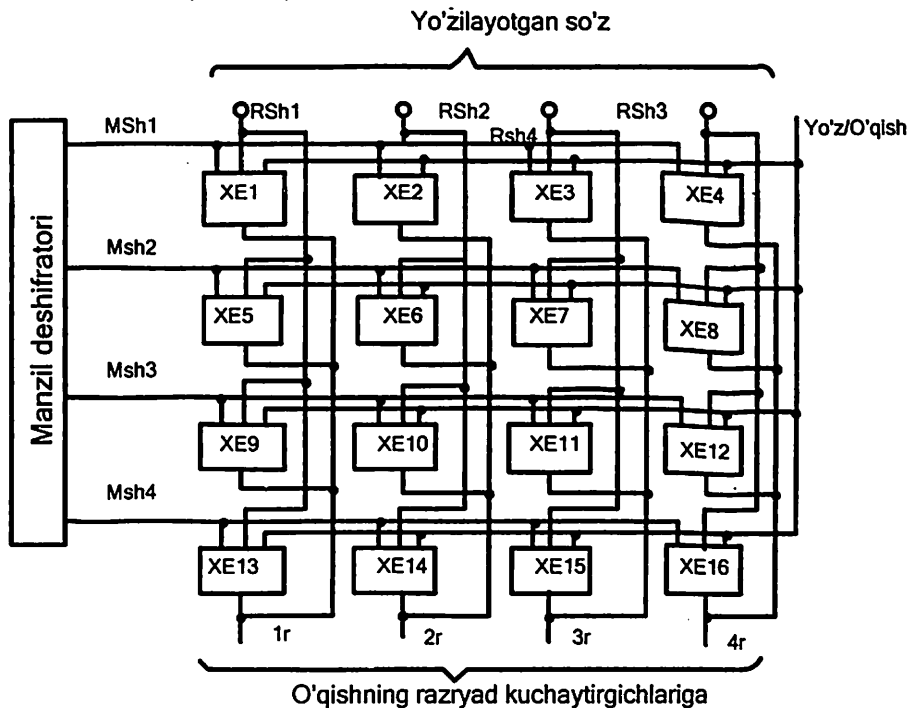 Yo'zilayotgan so'z
RSh1
RSh2
RSh3
Rsh4
Yo'z/O'qish
Manzil deshifratori
MSh1
XE1
XE2
XE3
XE4
Msh2
XE5
XE6
XE7
XE8
Msh3
XE9
XE10
XE11
XE12
Msh4
XE13
XE14
XE15
XE16
1r
2r
3r
4r
O'qishning razryad kuchaytirgichlariga